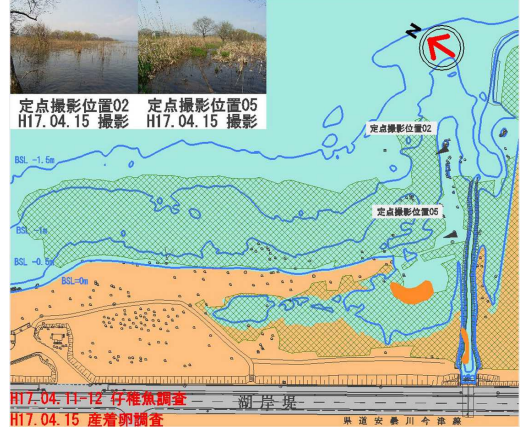 定点撮影位置02
H17.04.15 撮影
定点撮影位置05
H17.04.15 撮影
N
定点撮影位置02
BSL -1.5m
定点撮影位置05
BSL -1m
BSL -0.5m
BSL=0m
H17.04.11-12 仔稚魚調査
湖岸堤
H17.04.15 産着卵調査
県道安曇川今津線